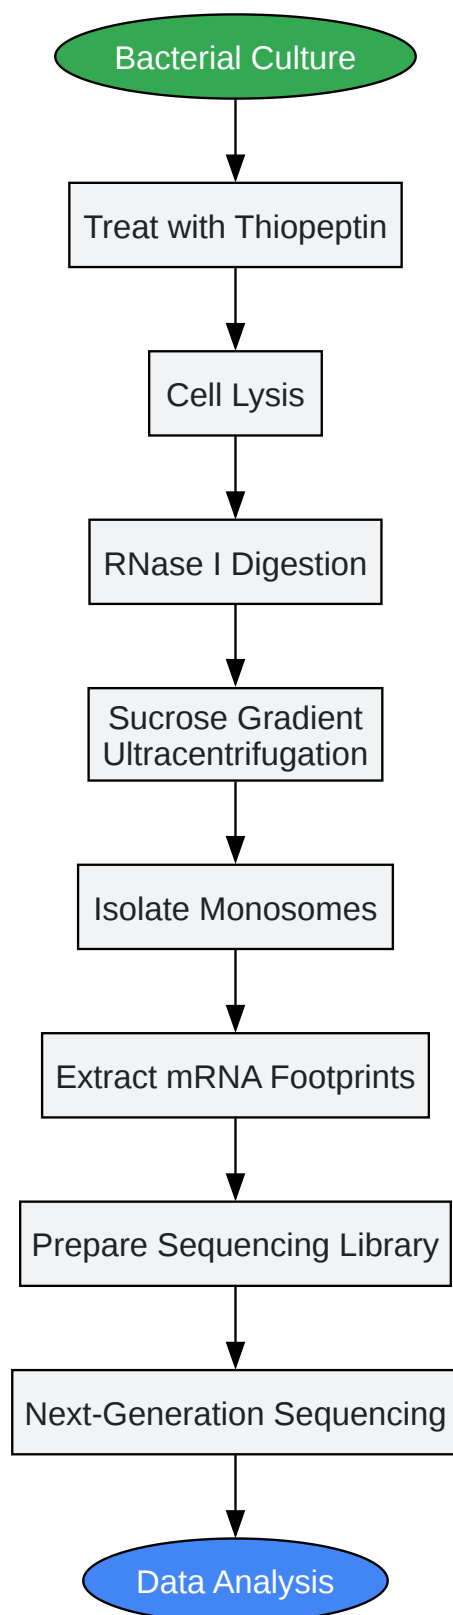 Bacterial Culture
Treat with Thiopeptin
Cell Lysis
RNase I Digestion
Sucrose Gradient
Ultracentrifugation
Isolate Monosomes
Extract mRNA Footprints
Prepare Sequencing Library
Next-Generation Sequencing
Data Analysis